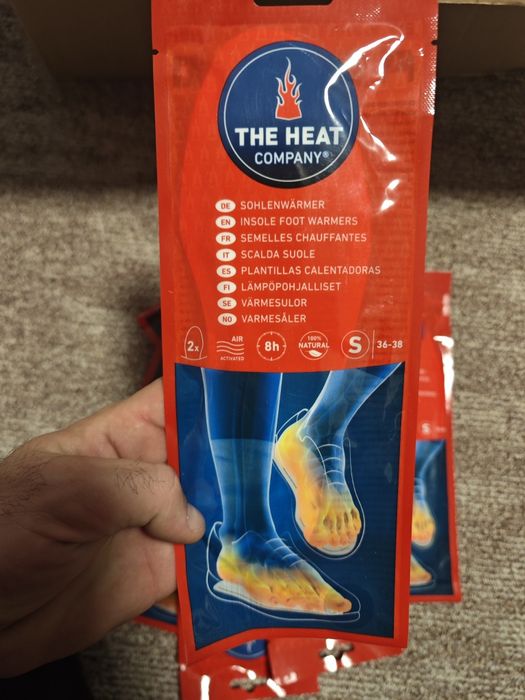 THE HEAT
COMPANY®
DE SOHLENWÄRMER
EN INSOLE FOOT WARMERS
FR SEMELLES CHAUFFANTES
IT SCALDA SUOLE
ES PLANTILLAS CALENTADORAS
FI LÄMPÖPOHJALLISET
SE VÄRMESULOR
NO VARMESÅLER
2x AIR ACTIVATED 8h 100% NATURAL S 36-38
S